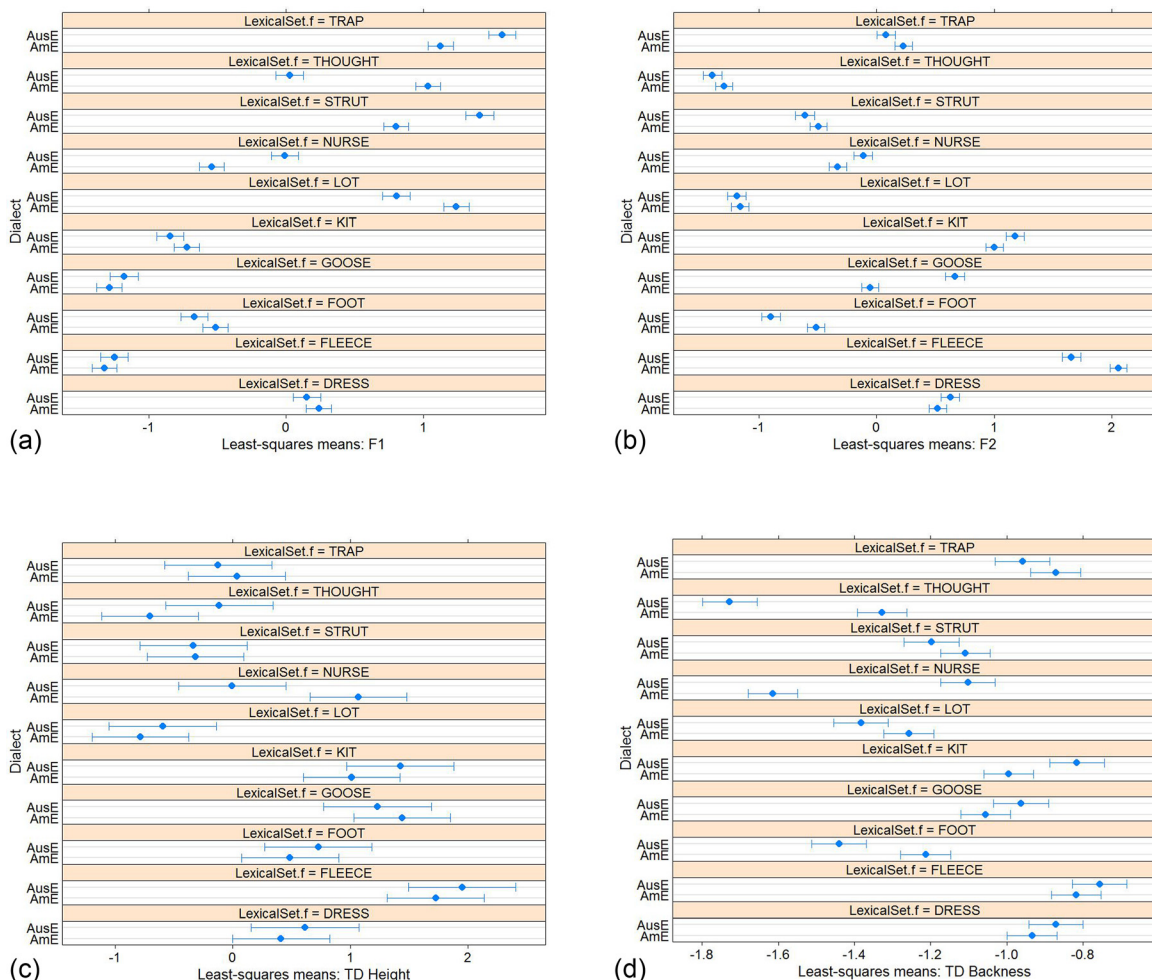 LexicalSet.f = TRAP
AusE
AmE
LexicalSet.f = THOUGHT
AusE
AmE
LexicalSet.f = STRUT
AusE
AmE
LexicalSet.f = NURSE
AusE
AmE
LexicalSet.f = LOT
AusE
AmE
LexicalSet.f = KIT
AusE
AmE
LexicalSet.f = GOOSE
AusE
AmE
LexicalSet.f = FOOT
AusE
AmE
LexicalSet.f = FLEECE
AusE
AmE
LexicalSet.f = DRESS
AusE
AmE
Dialect
-1 0 1
(a) Least-squares means: F1
LexicalSet.f = TRAP
AusE
AmE
LexicalSet.f = THOUGHT
AusE
AmE
LexicalSet.f = STRUT
AusE
AmE
LexicalSet.f = NURSE
AusE
AmE
LexicalSet.f = LOT
AusE
AmE
LexicalSet.f = KIT
AusE
AmE
LexicalSet.f = GOOSE
AusE
AmE
LexicalSet.f = FOOT
AusE
AmE
LexicalSet.f = FLEECE
AusE
AmE
LexicalSet.f = DRESS
AusE
AmE
Dialect
-1 0 1 2
(b) Least-squares means: F2
LexicalSet.f = TRAP
AusE
AmE
LexicalSet.f = THOUGHT
AusE
AmE
LexicalSet.f = STRUT
AusE
AmE
LexicalSet.f = NURSE
AusE
AmE
LexicalSet.f = LOT
AusE
AmE
LexicalSet.f = KIT
AusE
AmE
LexicalSet.f = GOOSE
AusE
AmE
LexicalSet.f = FOOT
AusE
AmE
LexicalSet.f = FLEECE
AusE
AmE
LexicalSet.f = DRESS
AusE
AmE
Dialect
-1 0 1 2
(c) Least-squares means: TD Height
LexicalSet.f = TRAP
AusE
AmE
LexicalSet.f = THOUGHT
AusE
AmE
LexicalSet.f = STRUT
AusE
AmE
LexicalSet.f = NURSE
AusE
AmE
LexicalSet.f = LOT
AusE
AmE
LexicalSet.f = KIT
AusE
AmE
LexicalSet.f = GOOSE
AusE
AmE
LexicalSet.f = FOOT
AusE
AmE
LexicalSet.f = FLEECE
AusE
AmE
LexicalSet.f = DRESS
AusE
AmE
Dialect
-1.8 -1.6 -1.4 -1.2 -1.0 -0.8
(d) Least-squares means: TD Backness